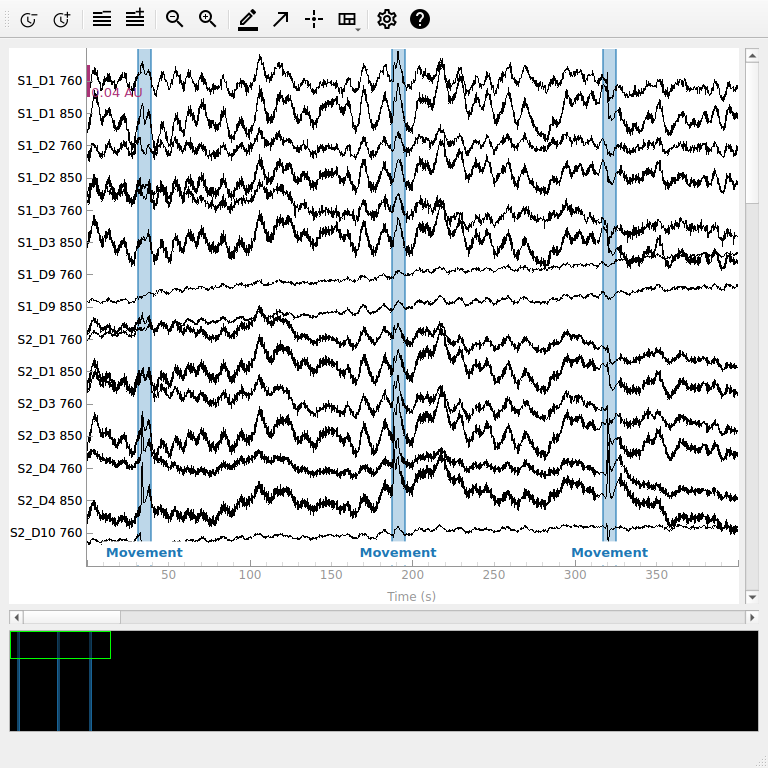 S1_D1 760
0.04 AU
S1_D1 850
S1_D2 760
S1_D2 850
S1_D3 760
S1_D3 850
S1_D9 760
S1_D9 850
S2_D1 760
S2_D1 850
S2_D3 760
S2_D3 850
S2_D4 760
S2_D4 850
S2_D10 760
Movement Movement Movement
50 100 150 200 250 300 350
Time (s)